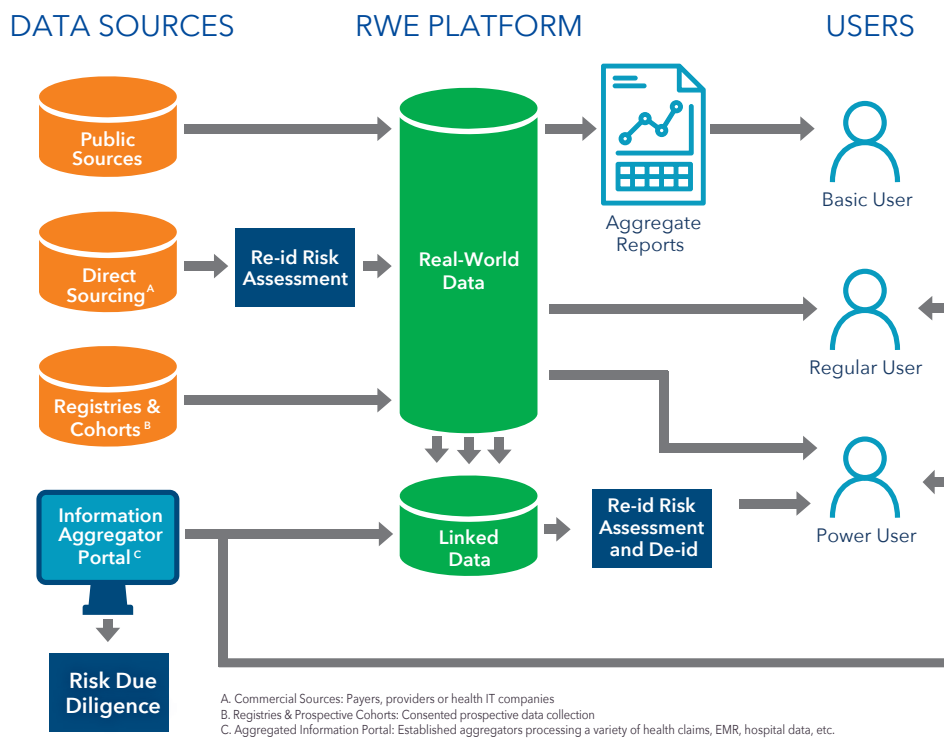 DATA SOURCES
RWE PLATFORM
USERS
Public
Sources
Aggregate
Reports
Basic User
Direct
Sourcing A
Re-id Risk
Assessment
Real-World
Data
Regular User
Registries &
Cohorts B
Information
Aggregator
Portal C
Linked
Data
Re-id Risk
Assessment
and De-id
Power User
Risk Due
Diligence
A. Commercial Sources: Payers, providers or health IT companies
B. Registries & Prospective Cohorts: Consented prospective data collection
C. Aggregated Information Portal: Established aggregators processing a variety of health claims, EMR, hospital data, etc.